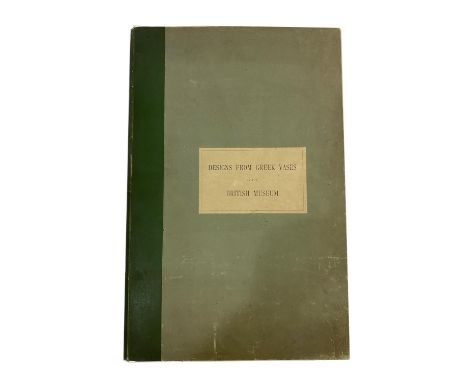 DESIGNS FROM GREEK VASES
BRITISH MUSEUM